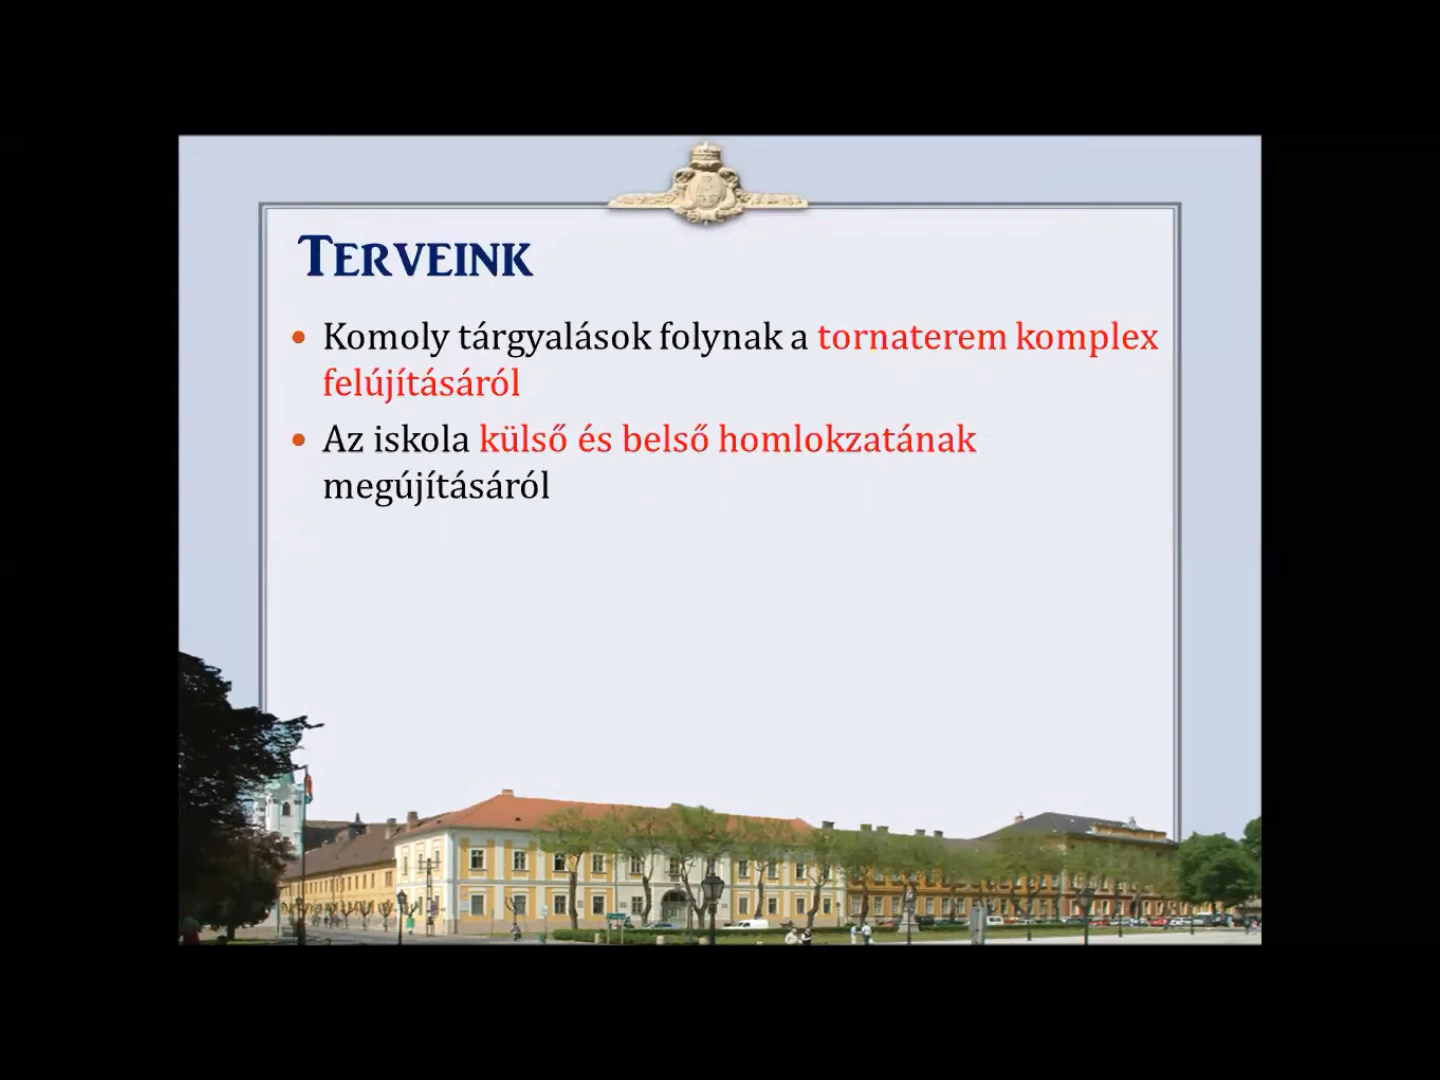 TERVEINK
• Komoly tárgyalások folynak a tornaterem komplex
felújításáról
• Az iskola külső és belső homlokzatának
megújításáról